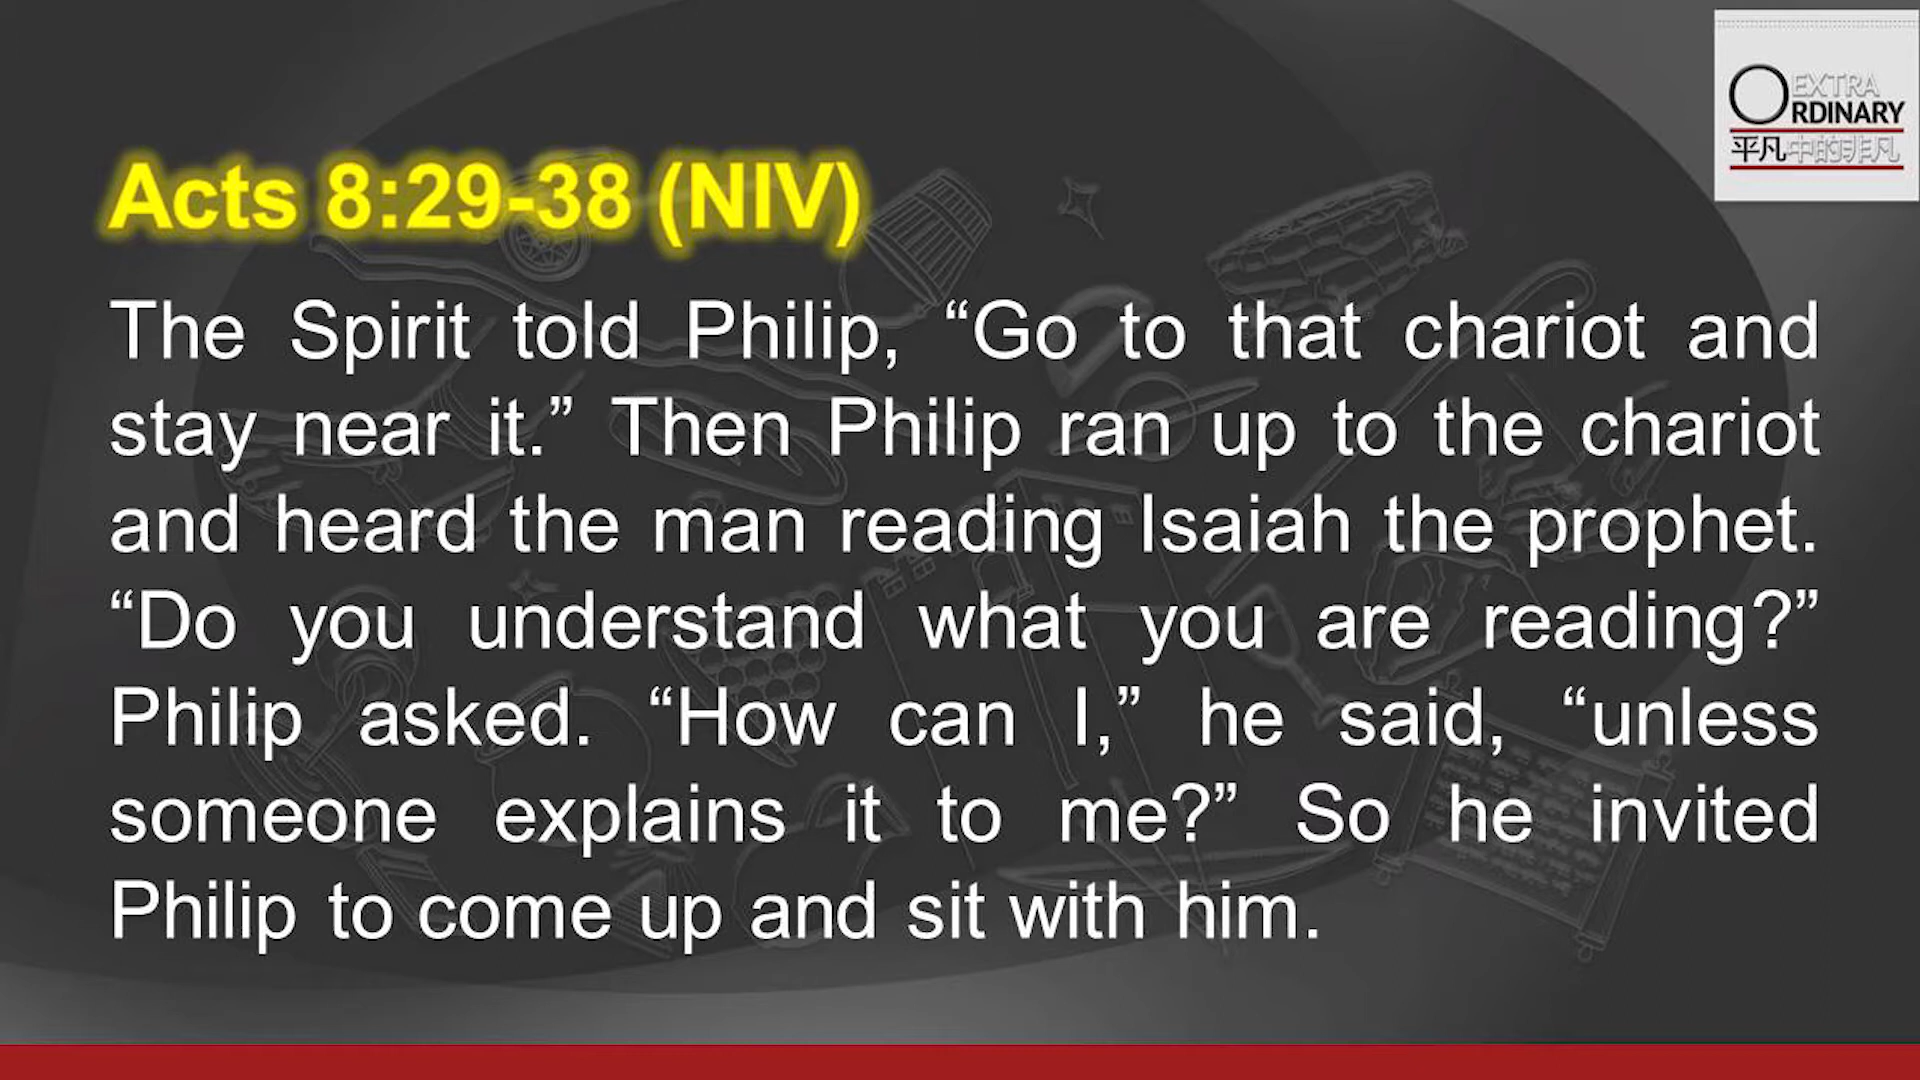 EXTRA
ORDINARY
平凡中的非凡
Acts 8:29-38 (NIV)
The Spirit told Philip, “Go to that chariot and
stay near it.” Then Philip ran up to the chariot
and heard the man reading Isaiah the prophet.
“Do you understand what you are reading?”
Philip asked. “How can I,” he said, “unless
someone explains it to me?” So he invited
Philip to come up and sit with him.